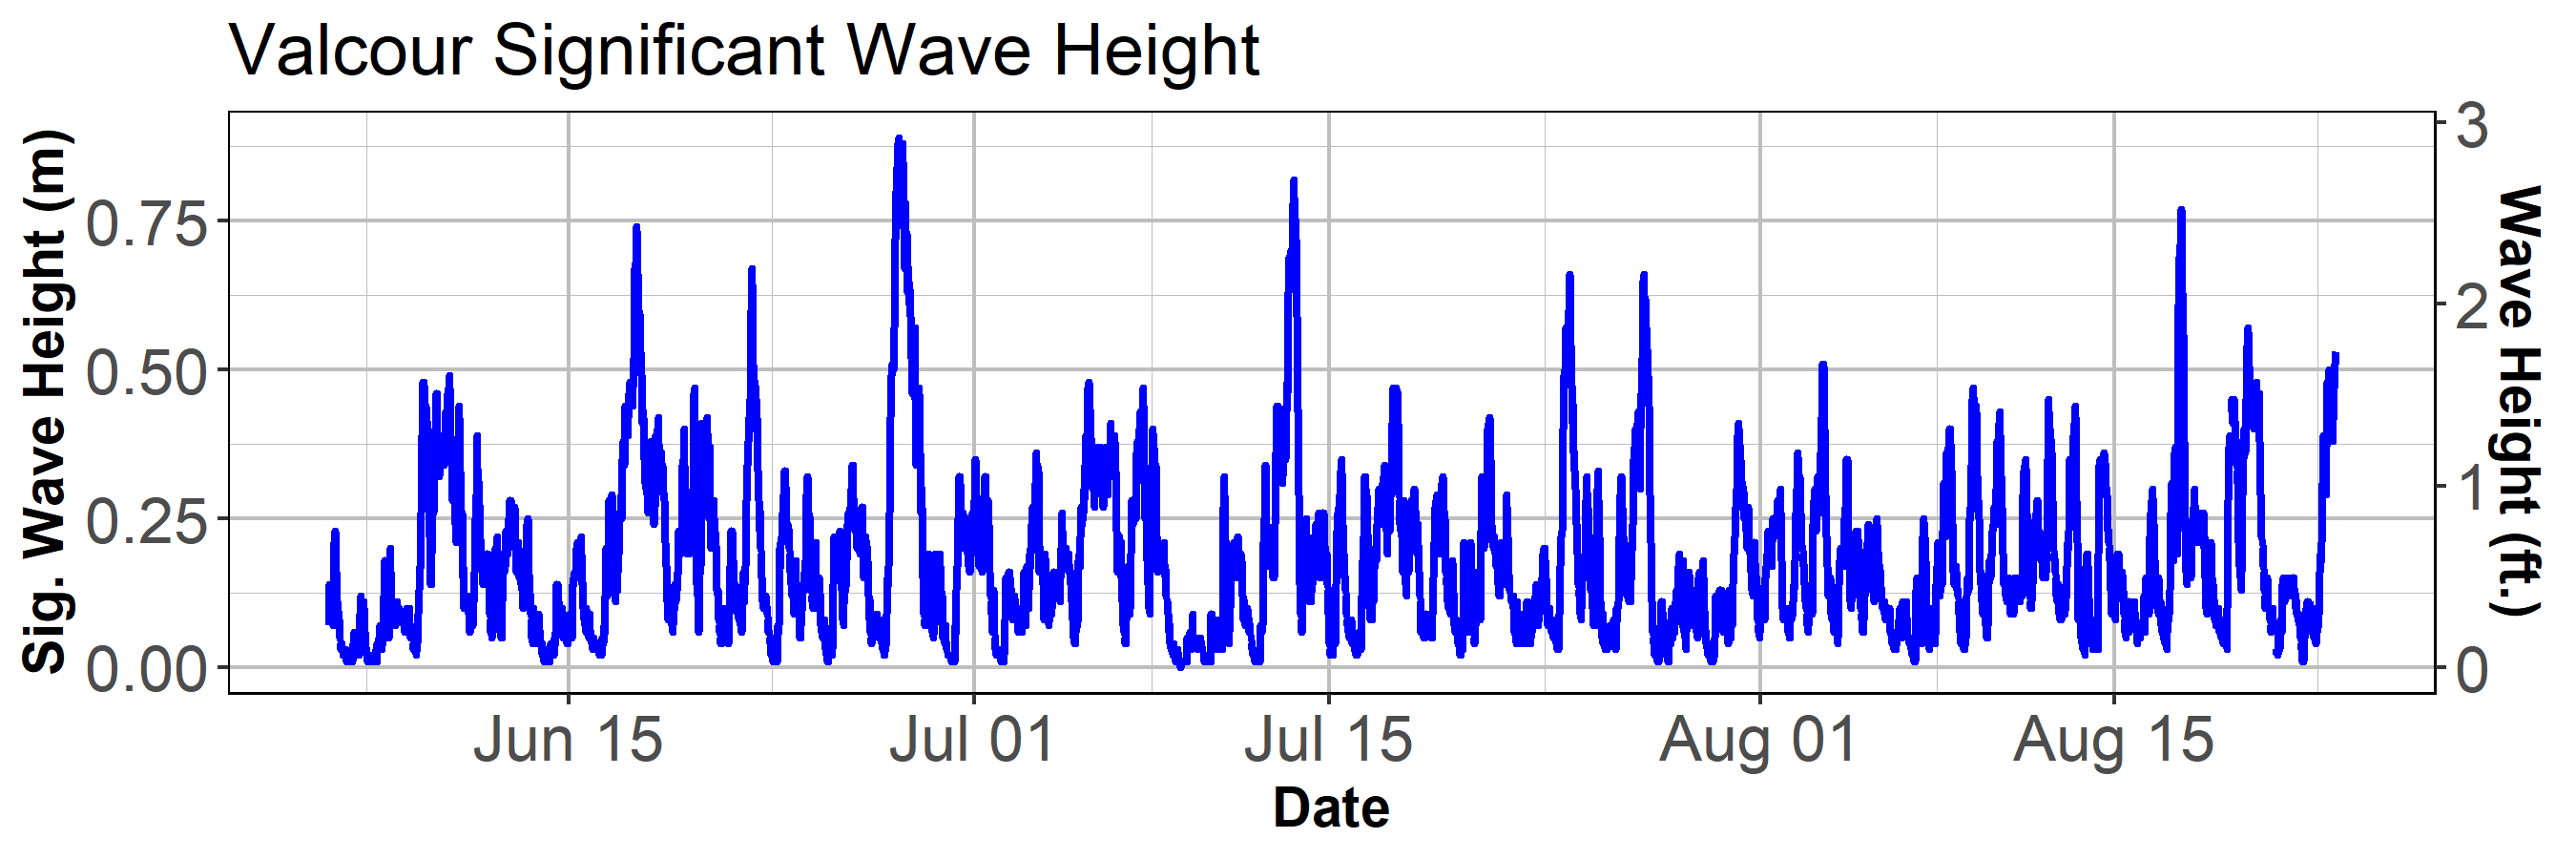 Valcour Significant Wave Height
Sig. Wave Height (m)
0.75
0.50
0.25
0.00
3
2
1
0
Wave Height (ft.)
Jun 15
Jul 01
Jul 15
Aug 01
Aug 15
Date